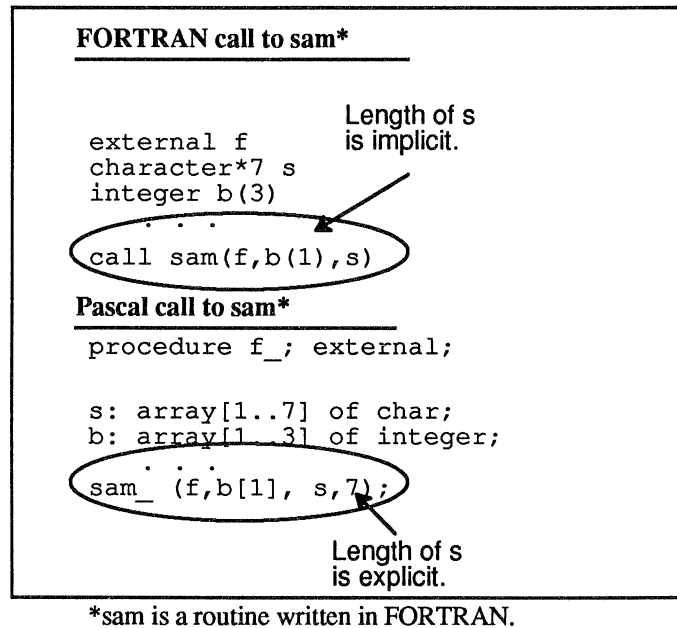 FORTRAN call to sam*
Length of s
is implicit.
external f
character*7 s
integer b(3)
. . .
call sam(f,b(1),s)
Pascal call to sam*
procedure f_; external;
s: array[1..7] of char;
b: array[1..3] of integer;
. . .
sam_ (f,b[1], s,7);
Length of s
is explicit.
*sam is a routine written in FORTRAN.